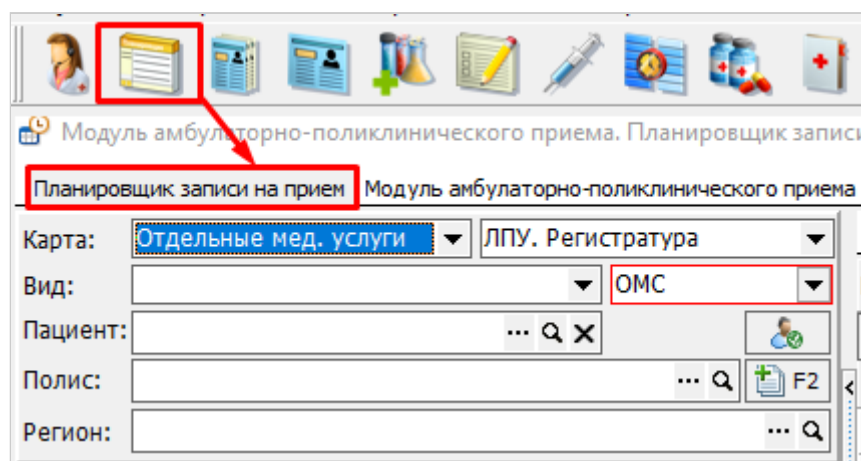 Модуль амбулаторно-поликлинического приема. Планировщик записи
Планировщик записи на прием Модуль амбулаторно-поликлинического приема
Карта: Отдельные мед. услуги ЛПУ. Регистратура
Вид: ОМС
Пациент:
Полис: F2
Регион: